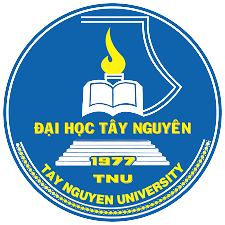 ĐẠI HỌC TÂY NGUYÊN
1977
TNU
TAY NGUYEN UNIVERSITY